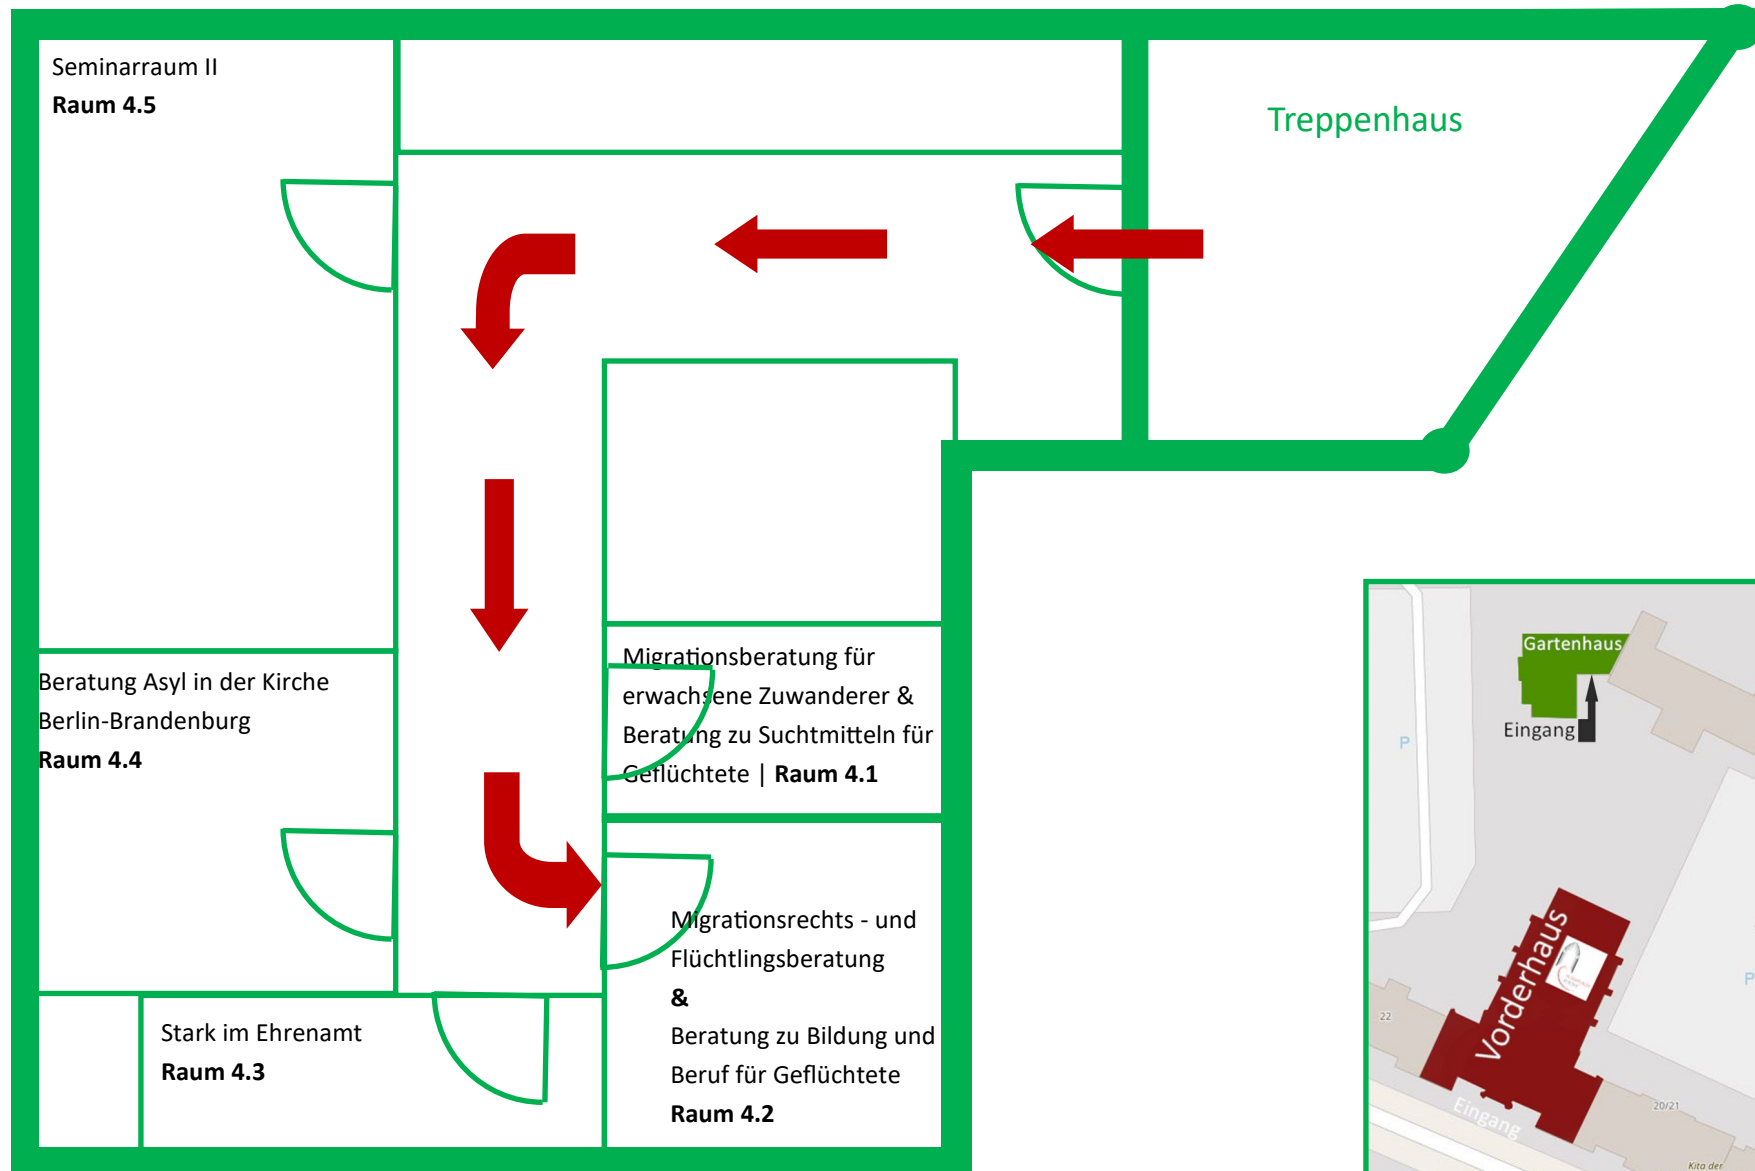 Seminarraum II
Raum 4.5
Treppenhaus
Migrationsberatung für
erwachsene Zuwanderer &
Beratung zu Suchtmitteln für
Geflüchtete | Raum 4.1
Beratung Asyl in der Kirche
Berlin-Brandenburg
Raum 4.4
Migrationsrechts - und
Flüchtlingsberatung
&
Beratung zu Bildung und
Beruf für Geflüchtete
Raum 4.2
Stark im Ehrenamt
Raum 4.3
Gartenhaus
Eingang
P
Vorderhaus
P
22
Eingang
20/21
Kita der